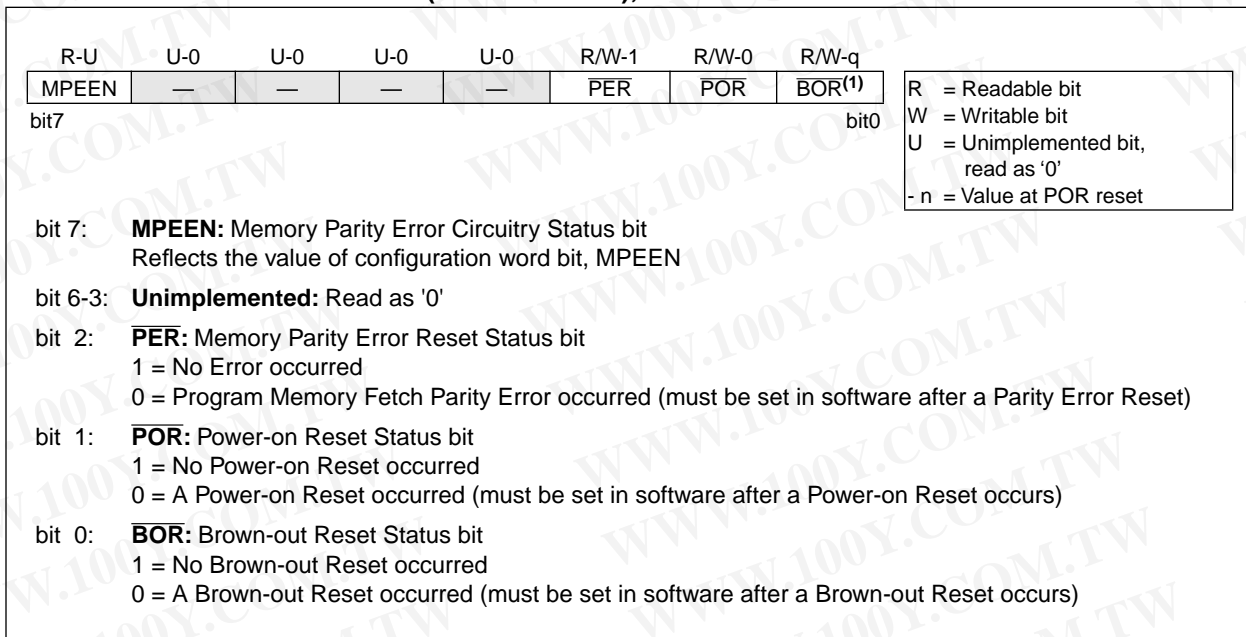 R-U U-0 U-0 U-0 U-0 R/W-1 R/W-0 R/W-q
MPEEN — — — — PER POR BOR(1)
bit7 bit0
R = Readable bit
W = Writable bit
U = Unimplemented bit,
read as ‘0’
- n = Value at POR reset
bit 7: MPEEN: Memory Parity Error Circuitry Status bit
Reflects the value of configuration word bit, MPEEN
bit 6-3: Unimplemented: Read as '0'
bit 2: PER: Memory Parity Error Reset Status bit
1 = No Error occurred
0 = Program Memory Fetch Parity Error occurred (must be set in software after a Parity Error Reset)
bit 1: POR: Power-on Reset Status bit
1 = No Power-on Reset occurred
0 = A Power-on Reset occurred (must be set in software after a Power-on Reset occurs)
bit 0: BOR: Brown-out Reset Status bit
1 = No Brown-out Reset occurred
0 = A Brown-out Reset occurred (must be set in software after a Brown-out Reset occurs)
WWW.100Y.COM.TW